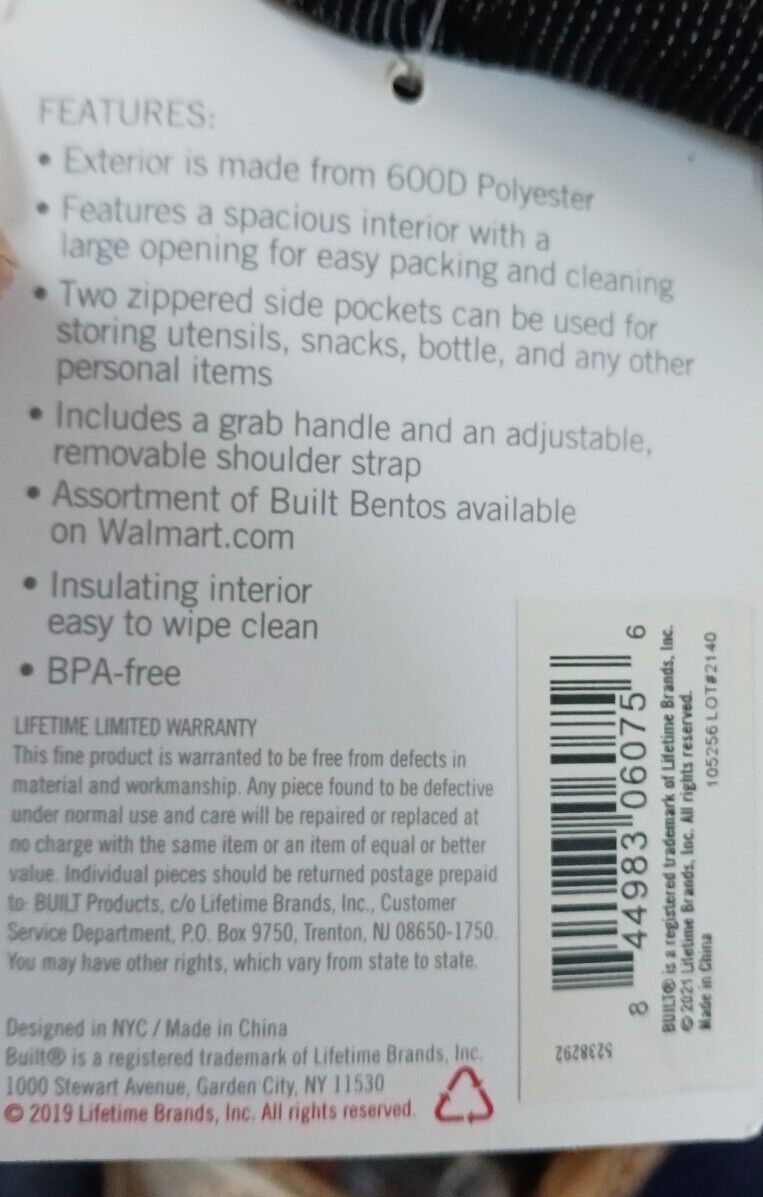 FEATURES:
• Exterior is made from 600D Polyester
• Features a spacious interior with a
large opening for easy packing and cleaning
• Two zippered side pockets can be used for
storing utensils, snacks, bottle, and any other
personal items
• Includes a grab handle and an adjustable,
removable shoulder strap
• Assortment of Built Bentos available
on Walmart.com
• Insulating interior
easy to wipe clean
• BPA-free
LIFETIME LIMITED WARRANTY
This fine product is warranted to be free from defects in
material and workmanship. Any piece found to be defective
under normal use and care will be repaired or replaced at
no charge with the same item or an item of equal or better
value. Individual pieces should be returned postage prepaid
to: BUILT Products, c/o Lifetime Brands, Inc., Customer
Service Department, P.O. Box 9750, Trenton, NJ 08650-1750.
You may have other rights, which vary from state to state.
Designed in NYC / Made in China
Built® is a registered trademark of Lifetime Brands, Inc.
1000 Stewart Avenue, Garden City, NY 11530
© 2019 Lifetime Brands, Inc. All rights reserved.
8 44983 06075 6
BUILT® is a registered trademark of Lifetime Brands, Inc.
© 2021 Lifetime Brands, Inc. All rights reserved.
Made in China 105256 LOT#2140
5238292